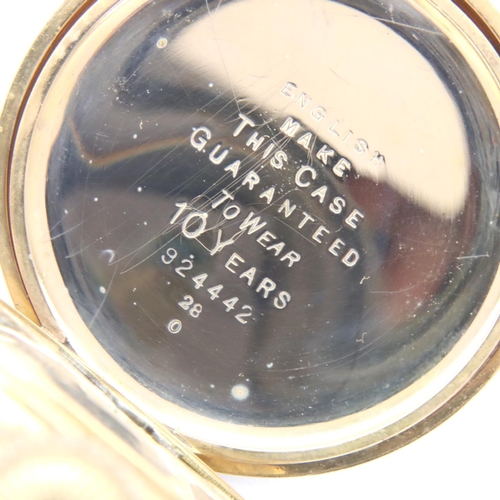 ENGLISH
MAKE
THIS CASE
GUARANTEED
TO WEAR
10 YEARS
924442
28
0